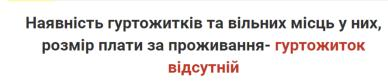 Наявність гуртожитків та вільних місць у них,
розмір плати за проживання- гуртожиток
відсутній